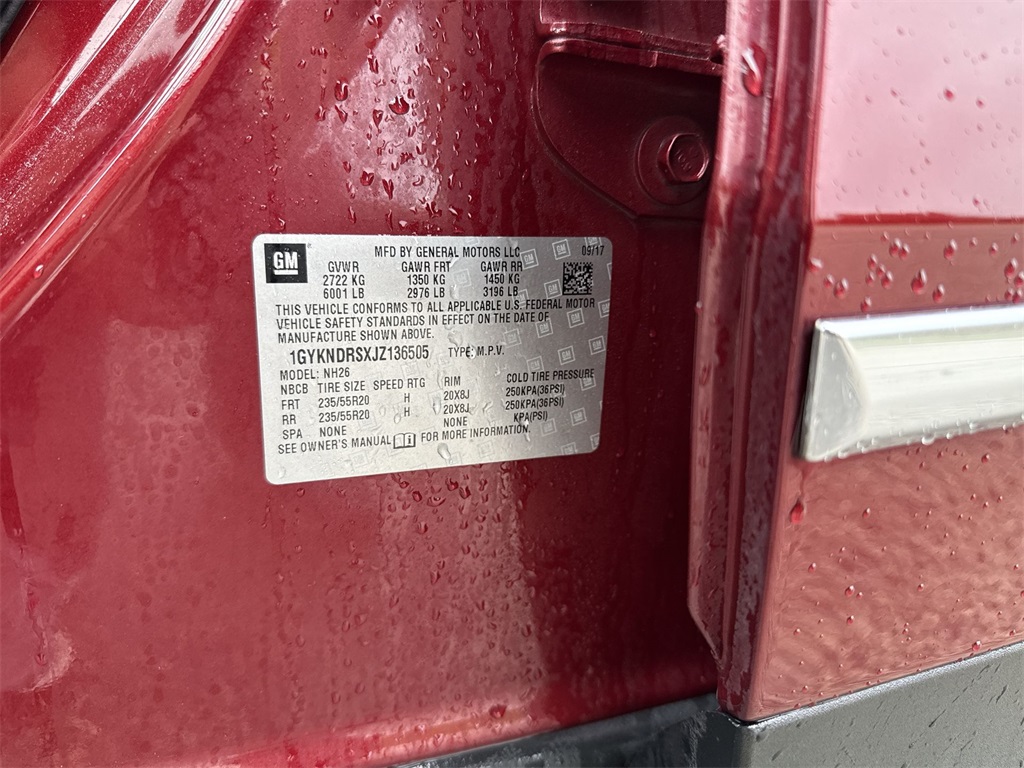 GM
MFD BY GENERAL MOTORS LLC 09/17
GVWR GAWR FRT GAWR RR
2722 KG 1350 KG 1450 KG
6001 LB 2976 LB 3196 LB
THIS VEHICLE CONFORMS TO ALL APPLICABLE U.S. FEDERAL MOTOR
VEHICLE SAFETY STANDARDS IN EFFECT ON THE DATE OF
MANUFACTURE SHOWN ABOVE.
1GYKNDRSXJZ136505 TYPE: M.P.V.
MODEL: NH26
NBCB TIRE SIZE SPEED RTG RIM COLD TIRE PRESSURE
FRT 235/55R20 H 20X8J 250KPA(36PSI)
RR 235/55R20 H 20X8J 250KPA(36PSI)
SPA NONE NONE KPA(PSI)
SEE OWNER'S MANUAL i FOR MORE INFORMATION.